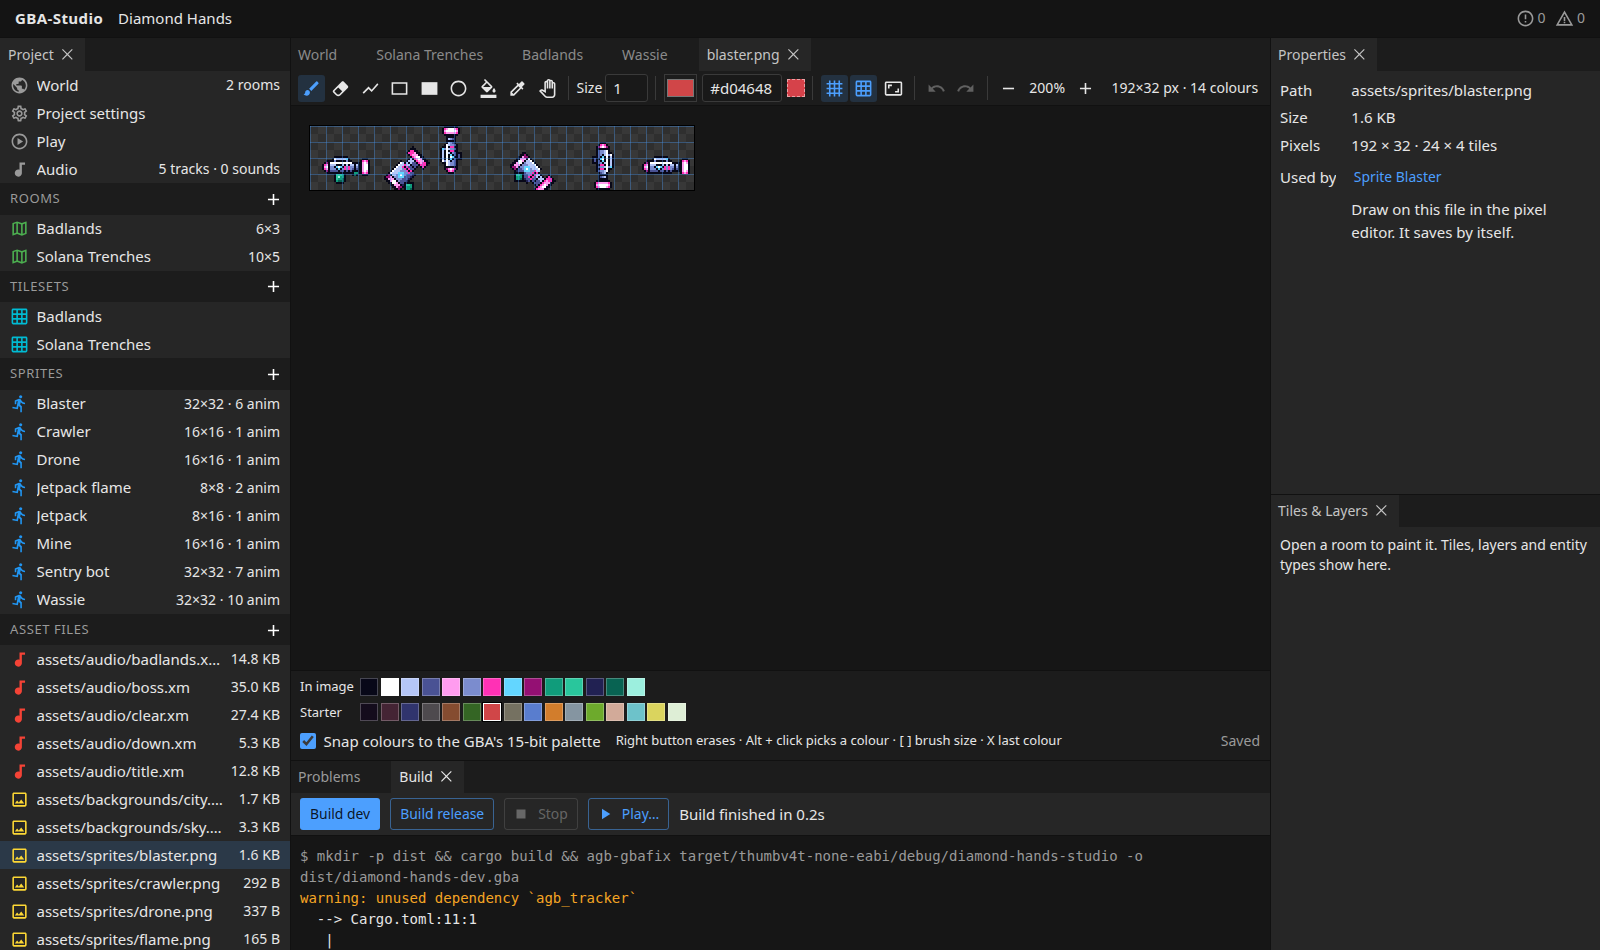 GBA-Studio Diamond Hands 0 0
Project
World 2 rooms
Project settings
Play
Audio 5 tracks · 0 sounds
ROOMS
Badlands 6×3
Solana Trenches 10×5
TILESETS
Badlands
Solana Trenches
SPRITES
Blaster 32×32 · 6 anim
Crawler 16×16 · 1 anim
Drone 16×16 · 1 anim
Jetpack flame 8×8 · 2 anim
Jetpack 8×16 · 1 anim
Mine 16×16 · 1 anim
Sentry bot 32×32 · 7 anim
Wassie 32×32 · 10 anim
ASSET FILES
assets/audio/badlands.x... 14.8 KB
assets/audio/boss.xm 35.0 KB
assets/audio/clear.xm 27.4 KB
assets/audio/down.xm 5.3 KB
assets/audio/title.xm 12.8 KB
assets/backgrounds/city.... 1.7 KB
assets/backgrounds/sky.... 3.3 KB
assets/sprites/blaster.png 1.6 KB
assets/sprites/crawler.png 292 B
assets/sprites/drone.png 337 B
assets/sprites/flame.png 165 B
World Solana Trenches Badlands Wassie blaster.png
Size 1 #d04648 200% 192×32 px · 14 colours
In image
Starter
Snap colours to the GBA's 15-bit palette Right button erases · Alt + click picks a colour · [ ] brush size · X last colour Saved
Problems Build
Build dev Build release Stop Play... Build finished in 0.2s
$ mkdir -p dist && cargo build && agb-gbafix target/thumbv4t-none-eabi/debug/diamond-hands-studio -o
dist/diamond-hands-dev.gba
warning: unused dependency `agb_tracker`
--> Cargo.toml:11:1
|
Properties
Path assets/sprites/blaster.png
Size 1.6 KB
Pixels 192 × 32 · 24 × 4 tiles
Used by Sprite Blaster
Draw on this file in the pixel
editor. It saves by itself.
Tiles & Layers
Open a room to paint it. Tiles, layers and entity
types show here.